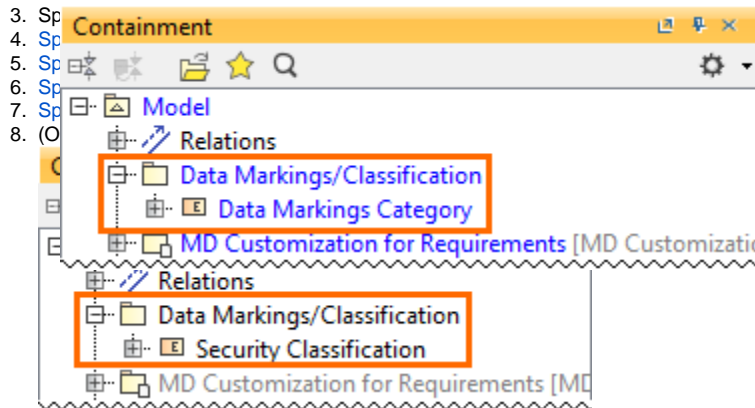 3. Sp
4. Sp
5. Sp
6. Sp
7. Sp
8. (O
Containment
Model
Relations
Data Markings/Classification
E Data Markings Category
MD Customization for Requirements [MD Customizatio
C
Relations
Data Markings/Classification
E Security Classification
MD Customization for Requirements [MD